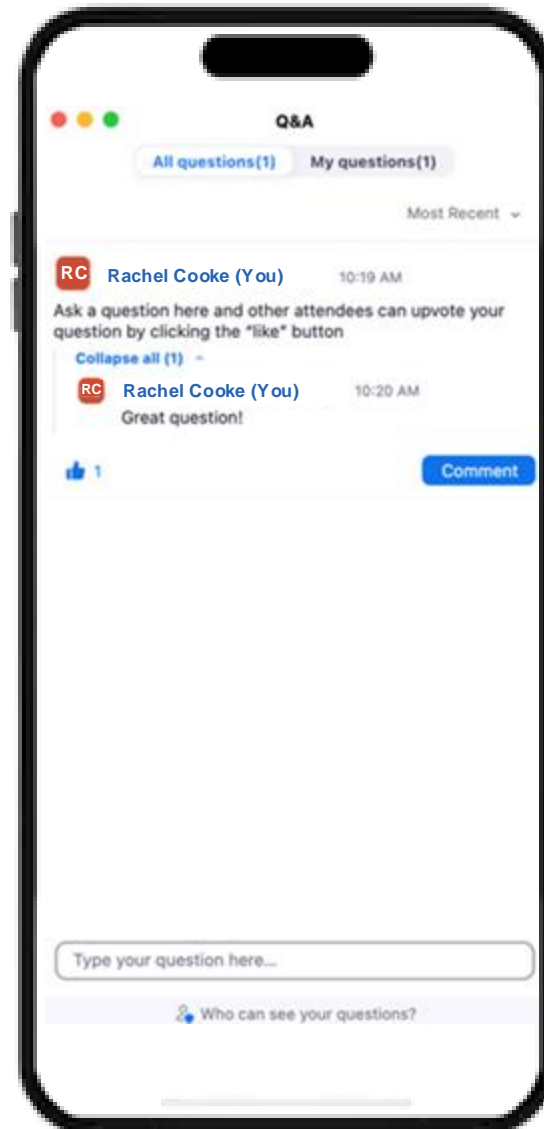 Q&A
All questions(1) My questions(1)
Most Recent
RC Rachel Cooke (You) 10:19 AM
Ask a question here and other attendees can upvote your
question by clicking the “like” button
Collapse all (1)
RC Rachel Cooke (You) 10:20 AM
Great question!
1 Comment
Type your question here...
Who can see your questions?